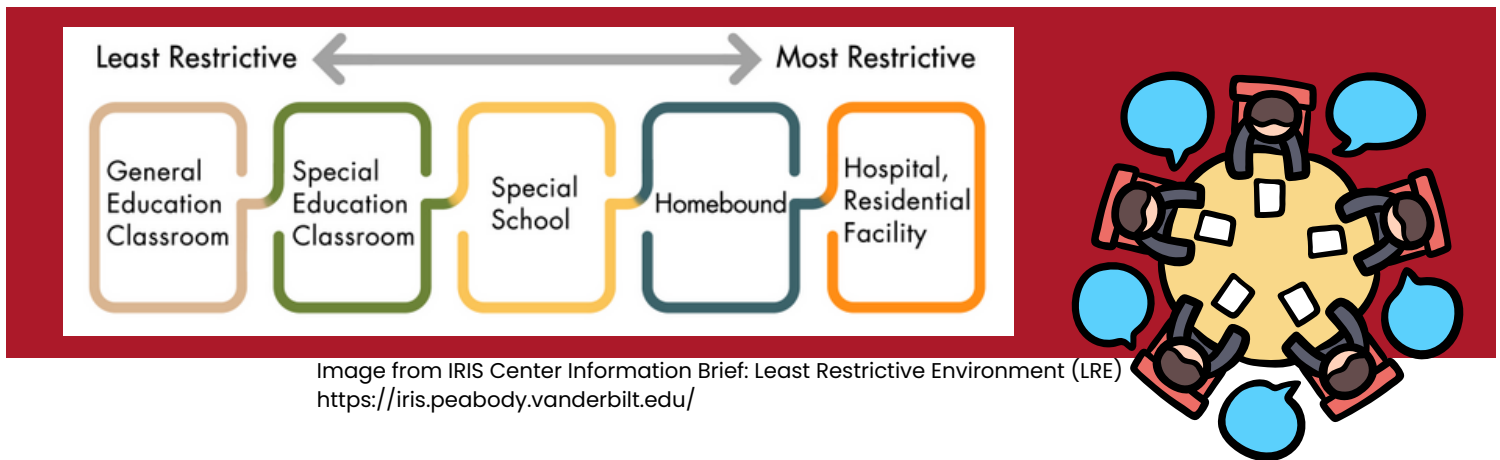 Least Restrictive
Most Restrictive
General
Education
Classroom
Special
Education
Classroom
Special
School
Homebound
Hospital,
Residential
Facility
Image from IRIS Center Information Brief: Least Restrictive Environment (LRE)
https://iris.peabody.vanderbilt.edu/